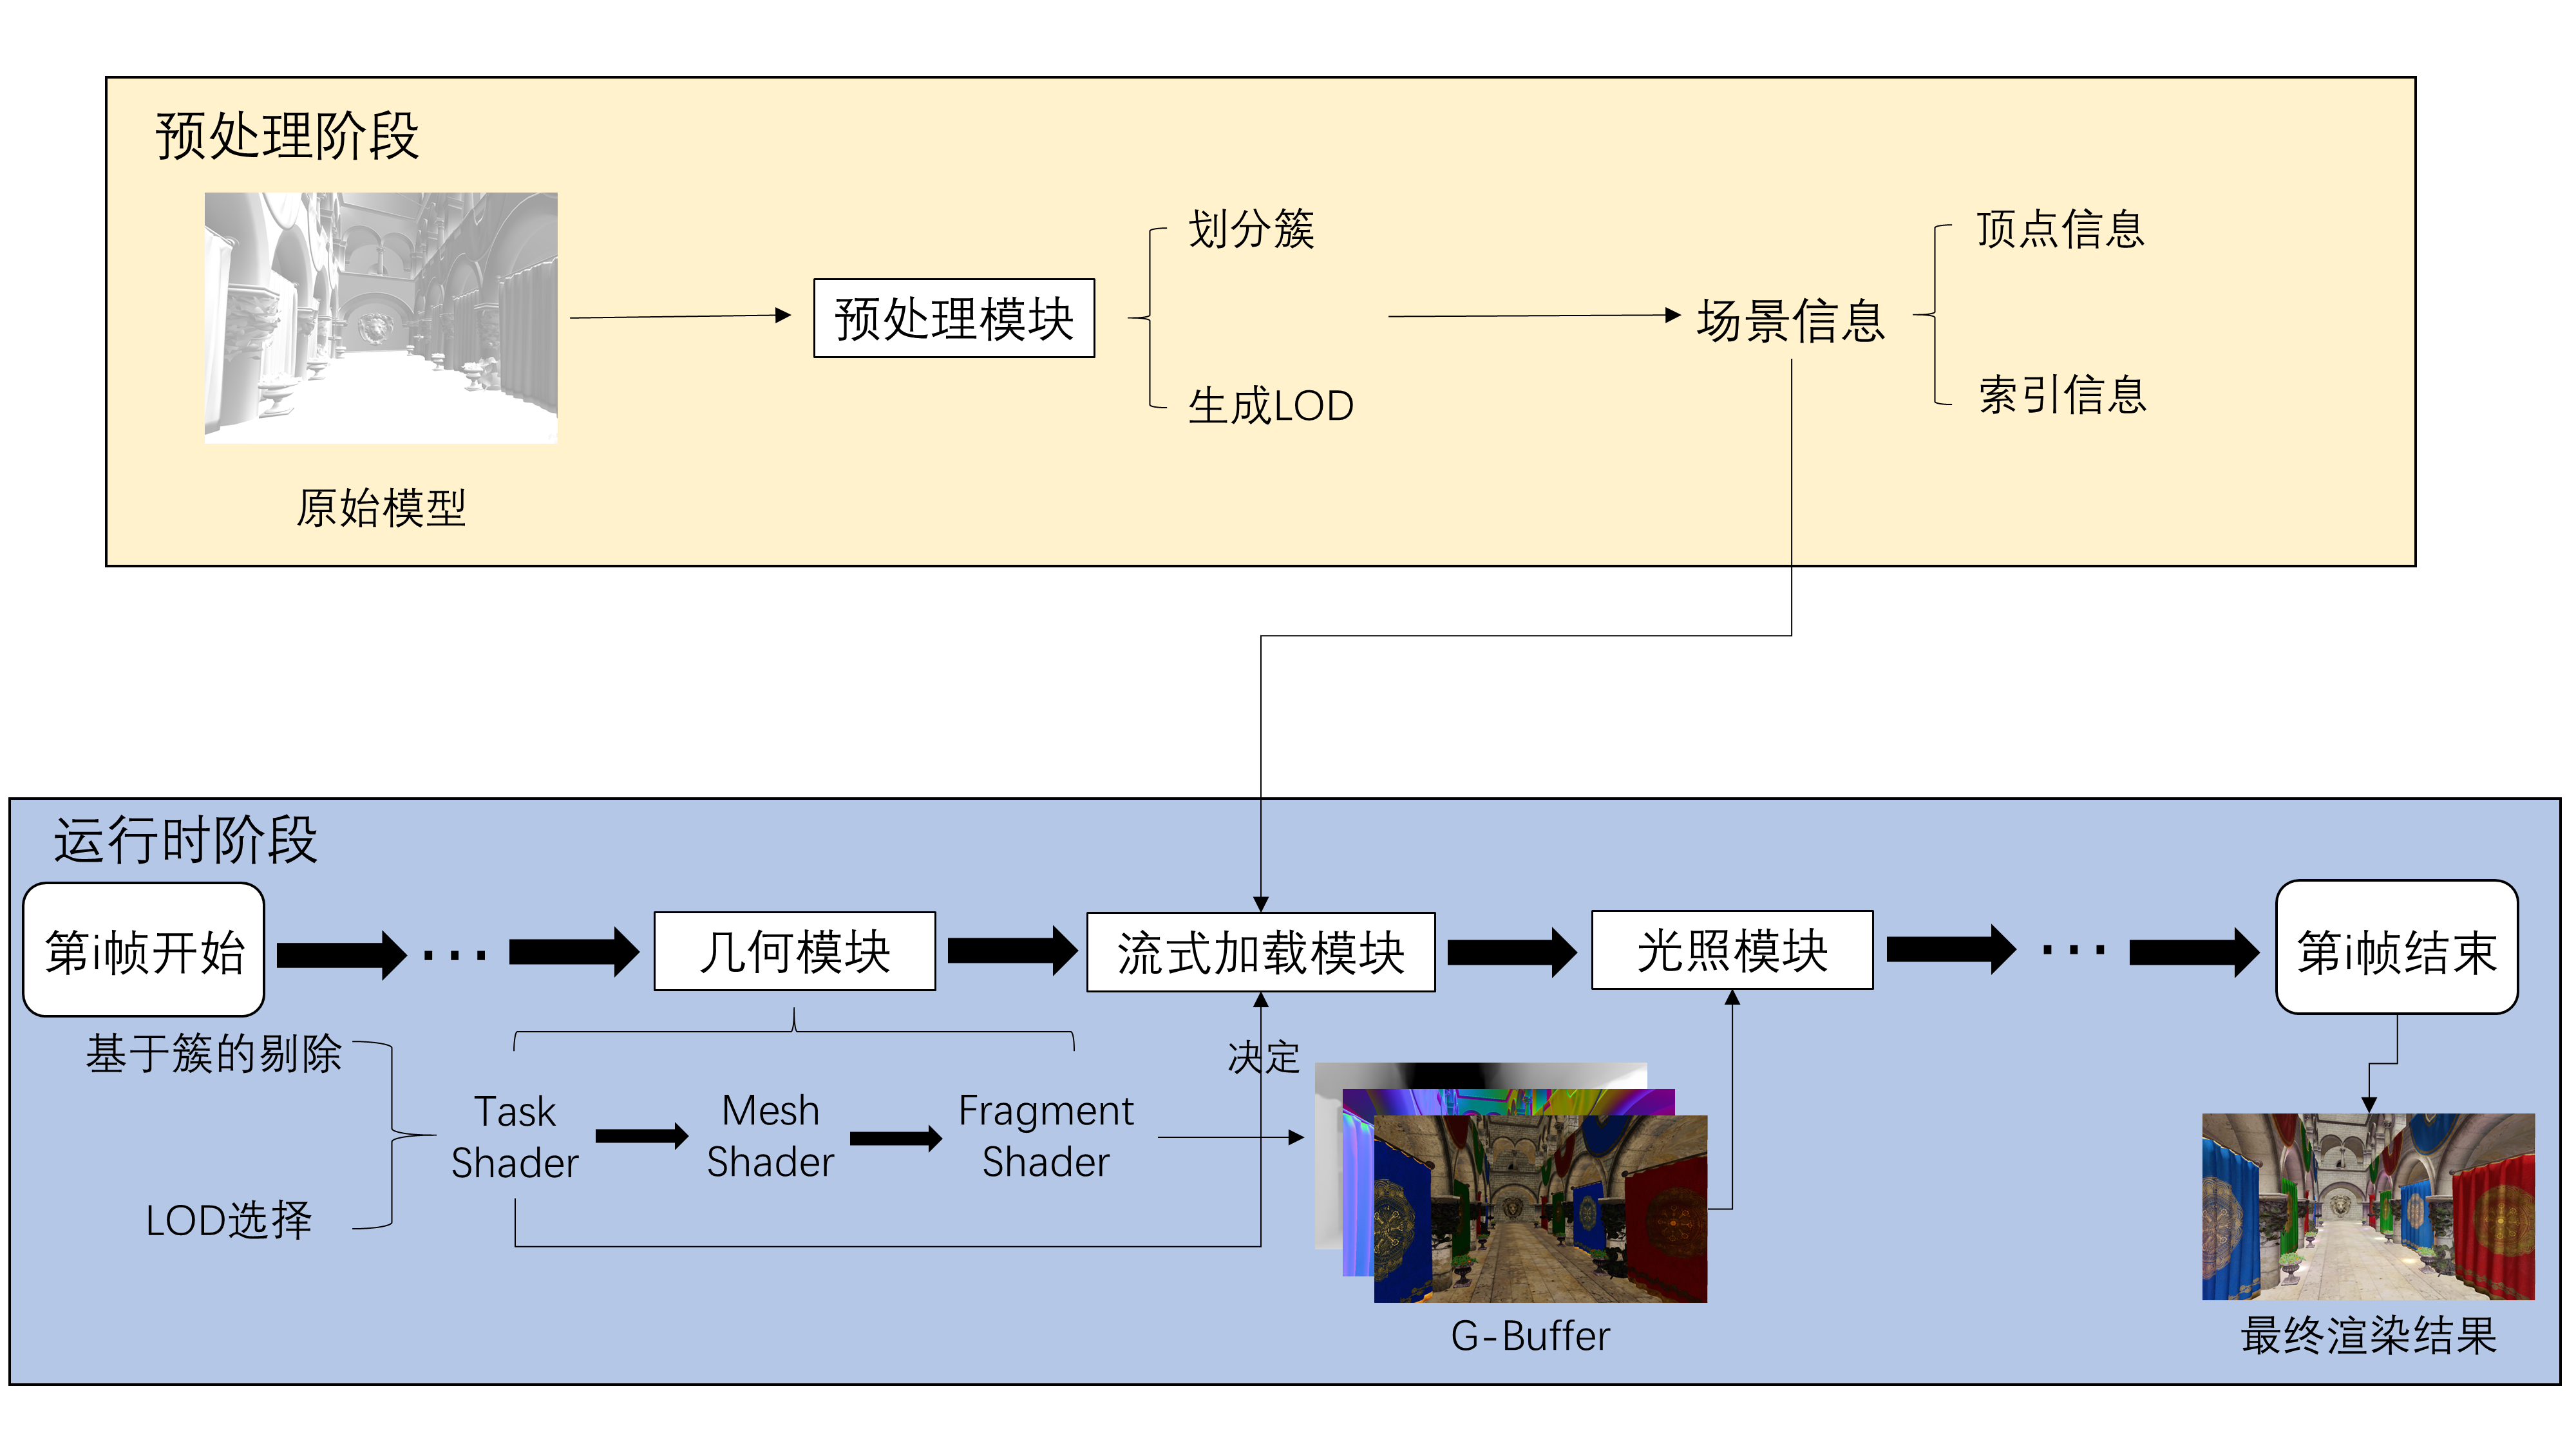 预处理阶段
划分簇
顶点信息
预处理模块
场景信息
生成LOD
索引信息
原始模型
运行时阶段
第i帧开始
···
几何模块
流式加载模块
光照模块
···
第i帧结束
基于簇的剔除
决定
Task
Shader
Mesh
Shader
Fragment
Shader
LOD选择
G-Buffer
最终渲染结果